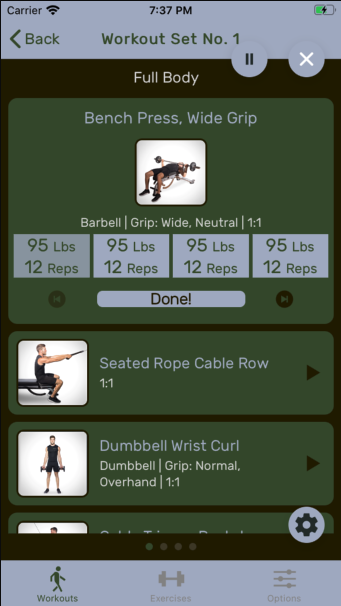 Carrier 7:37 PM
Back Workout Set No. 1
Full Body
Bench Press, Wide Grip
Barbell | Grip: Wide, Neutral | 1:1
95 Lbs 95 Lbs 95 Lbs 95 Lbs
12 Reps 12 Reps 12 Reps 12 Reps
Done!
Seated Rope Cable Row
1:1
Dumbbell Wrist Curl
Dumbbell | Grip: Normal,
Overhand | 1:1
Workouts Exercises Options